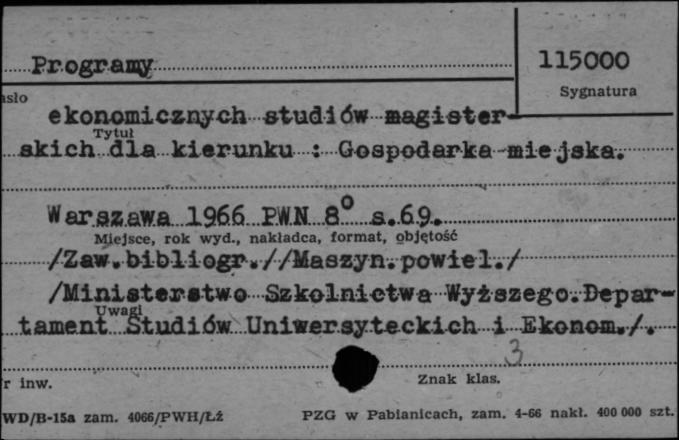 Programy
115000
Sygnatura
asło
ekonomicznych studiów magister-
Tytuł
skich dla kierunku : Gospodarka miejska.
Warszawa 1966 PWN 8° s.69.
Miejsce, rok wyd., nakładca, format, objętość
/Zaw.bibliogr.//Maszyn.powiel./
/Ministerstwo Szkolnictwa Wyższego.Depar-
Uwagi
tament Studiów Uniwersyteckich i Ekonom./.
3
r inw.
Znak klas.
WD/B-15a zam. 4066/PWH/Łź
PZG w Pabianicach, zam. 4-66 nakł. 400 000 szt.